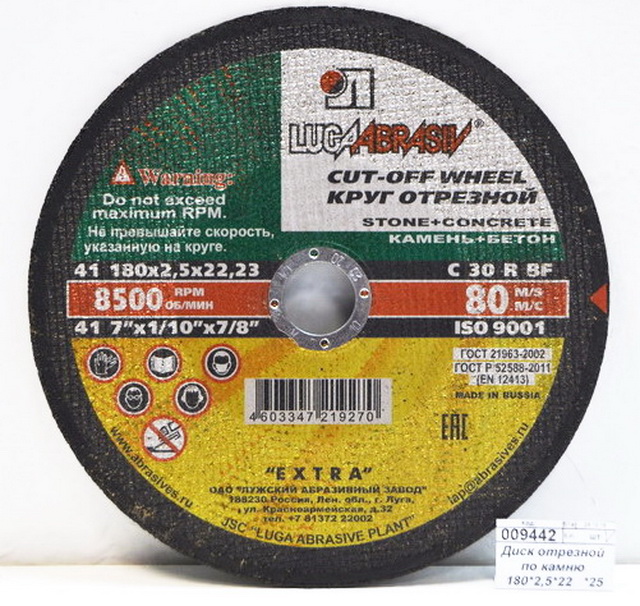 LUGAABRASIV®
CUT-OFF WHEEL
КРУГ ОТРЕЗНОЙ
STONE+CONCRETE
КАМЕНЬ+БЕТОН
Warning:
Do not exceed
maximum RPM.
Не превышайте скорость,
указанную на круге.
41 180x2,5x22,23
C 30 R BF
8500 RPM
ОБ/МИН
80 M/S
М/С
41 7"x1/10"x7/8"
ISO 9001
ГОСТ 21963-2002
ГОСТ Р 52588-2011
(EN 12413)
MADE IN RUSSIA
4603347219270
EAC
www.abrasives.ru
lap@abrasives.ru
"EXTRA"
ОАО "ЛУЖСКИЙ АБРАЗИВНЫЙ ЗАВОД"
188230 Россия, Лен. обл., г. Луга,
ул. Красноармейская, д.32
тел. +7 81372 22002
JSC "LUGA ABRASIVE PLANT"
009442
Диск отрезной
по камню
180*2,5*22 *25